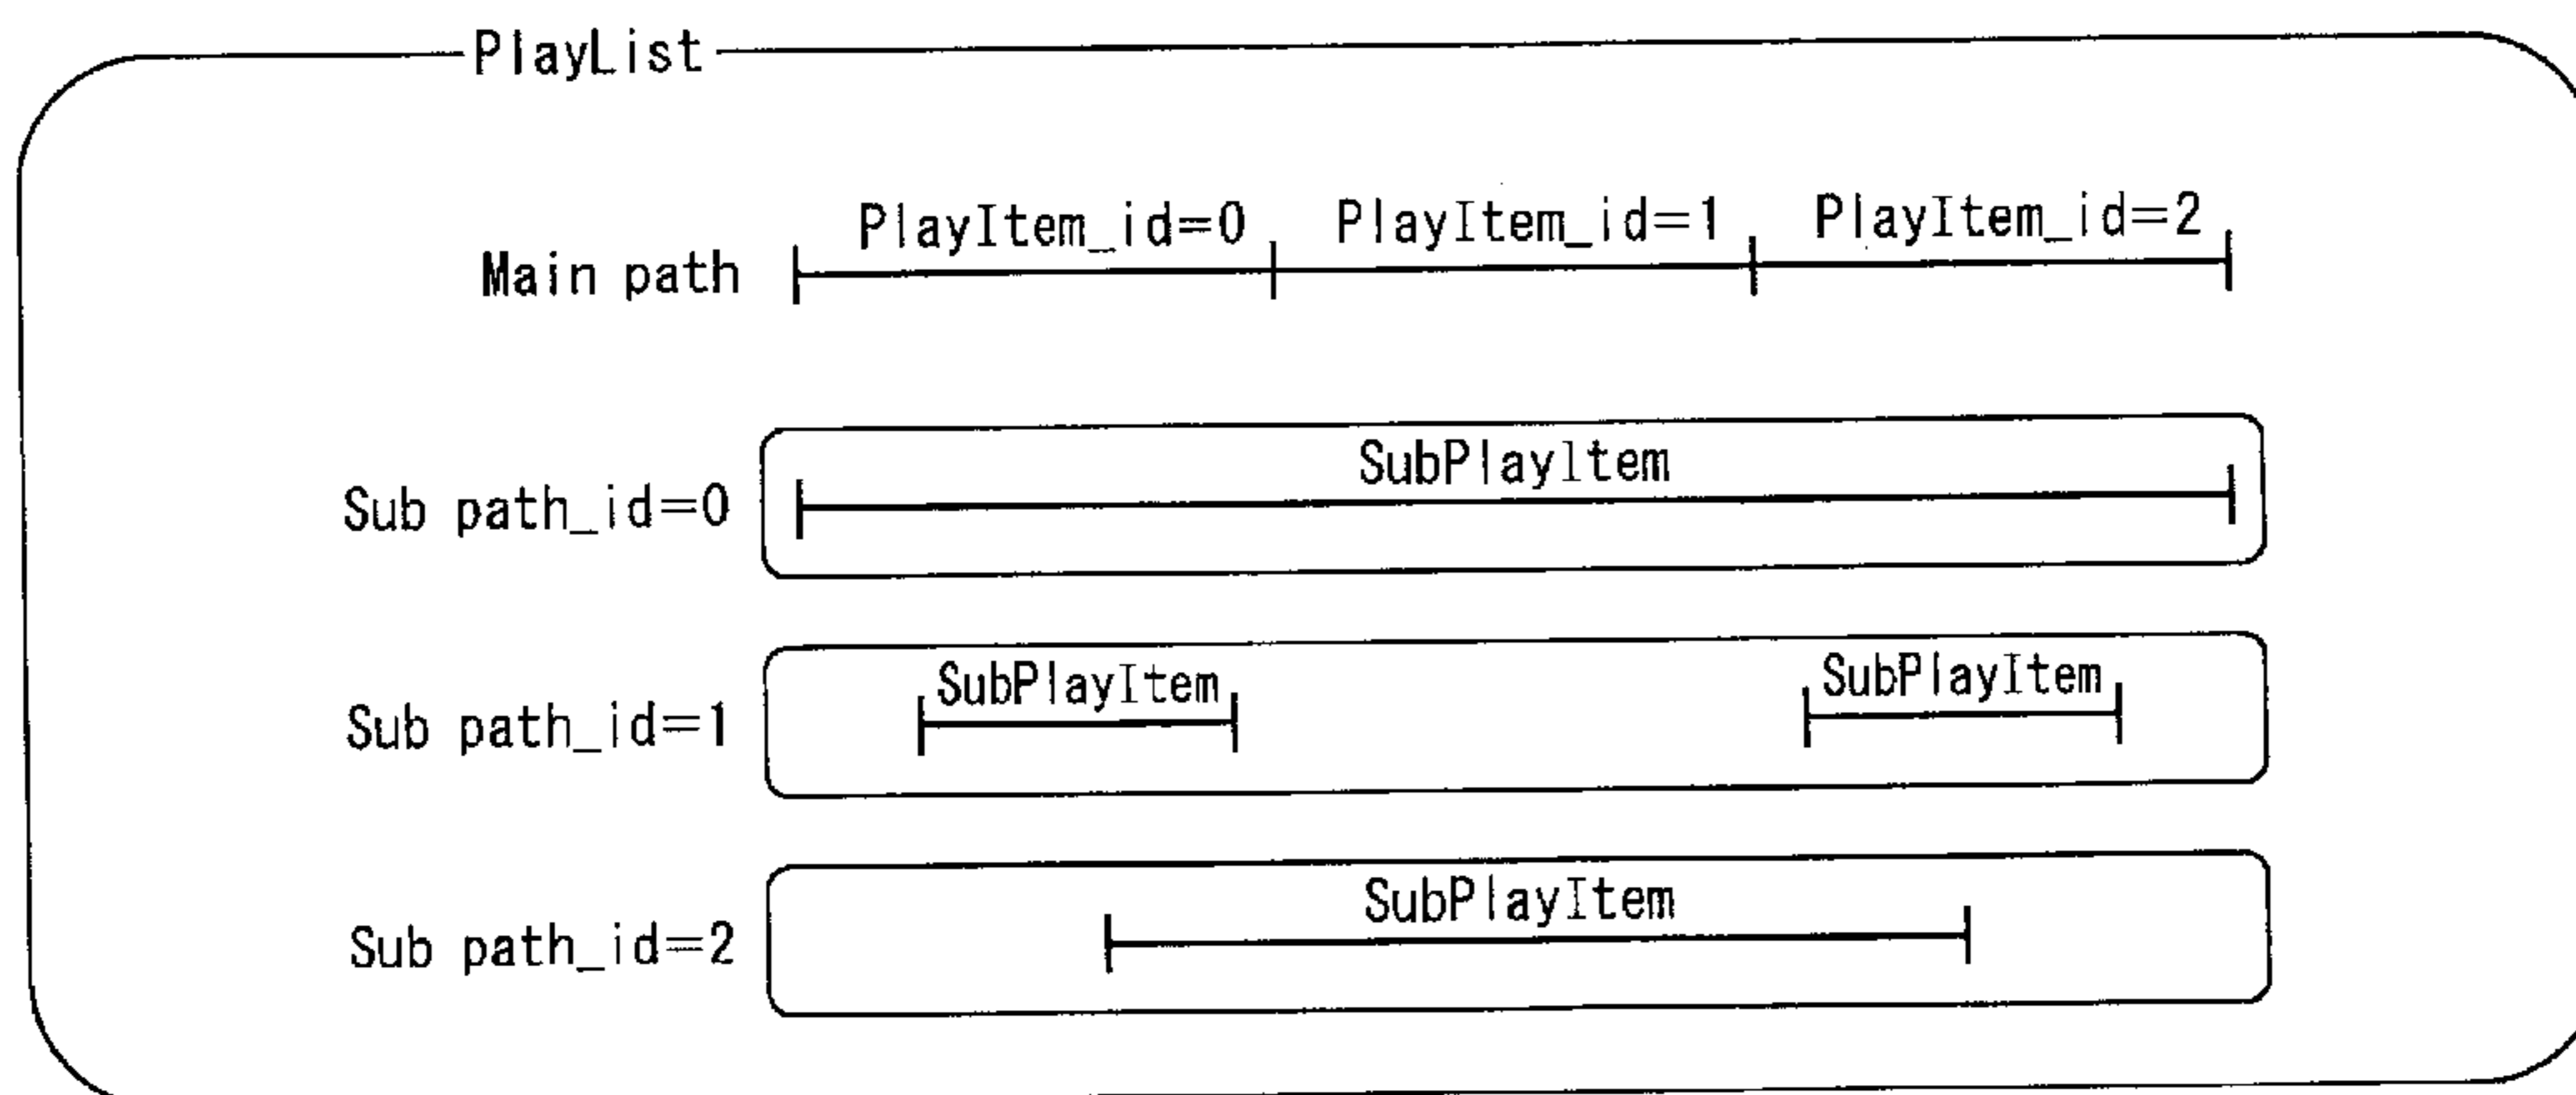 PlayList
PlayItem_id=0 PlayItem_id=1 PlayItem_id=2
Main path
SubPlayItem
Sub path_id=0
SubPlayItem SubPlayItem
Sub path_id=1
SubPlayItem
Sub path_id=2